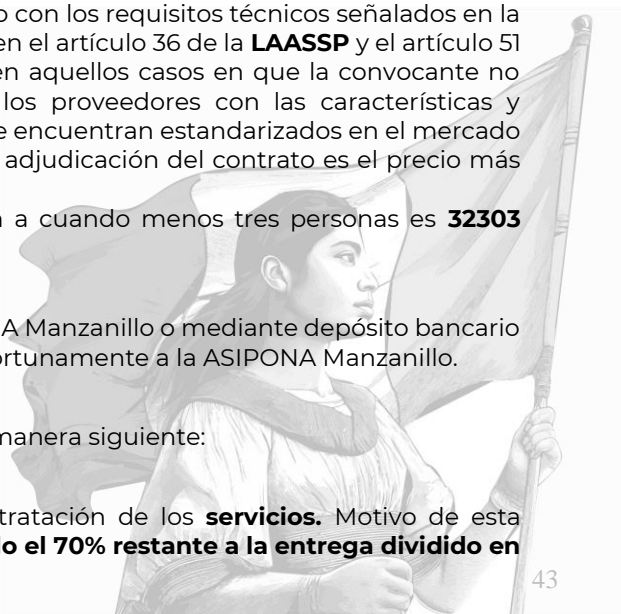 o con los requisitos técnicos señalados en la
en el artículo 36 de la LAASSP y el artículo 51
en aquellos casos en que la convocante no
los proveedores con las características y
e encuentran estandarizados en el mercado
adjudicación del contrato es el precio más
a cuando menos tres personas es 32303
A Manzanillo o mediante depósito bancario
ortunamente a la ASIPONA Manzanillo.
manera siguiente:
tratación de los servicios. Motivo de esta
o el 70% restante a la entrega dividido en
43